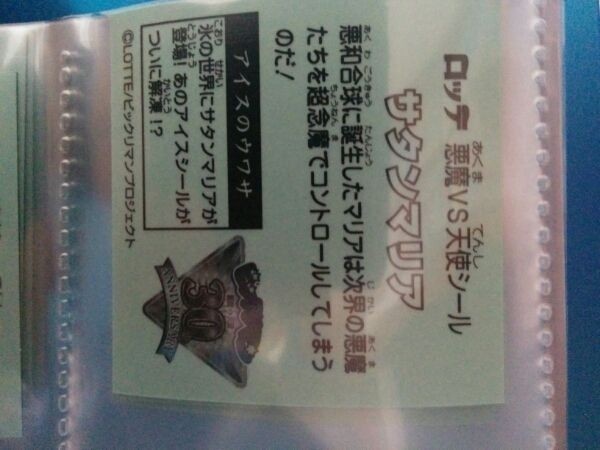 ロッテ 悪魔VS天使シール
サタンマリア
悪和合球に誕生したマリアは次界の悪魔
たちを超念魔でコントロールしてしまう
のだ!
アイスのウワサ
氷の世界にサタンマリアが
登場!あのアイスシールが
ついに解凍!?
30
ANNIVERSARY
©LOTTE/ビックリマンプロジェクト